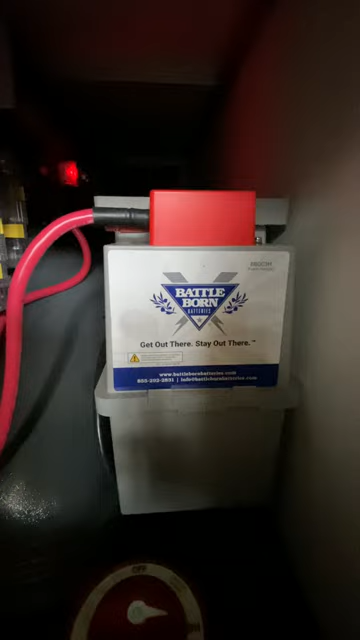 BATTLE
BORN
BATTERIES
Get Out There. Stay Out There.™
www.battlebornbatteries.com
855-292-2831 | info@battlebornbatteries.com
OFF